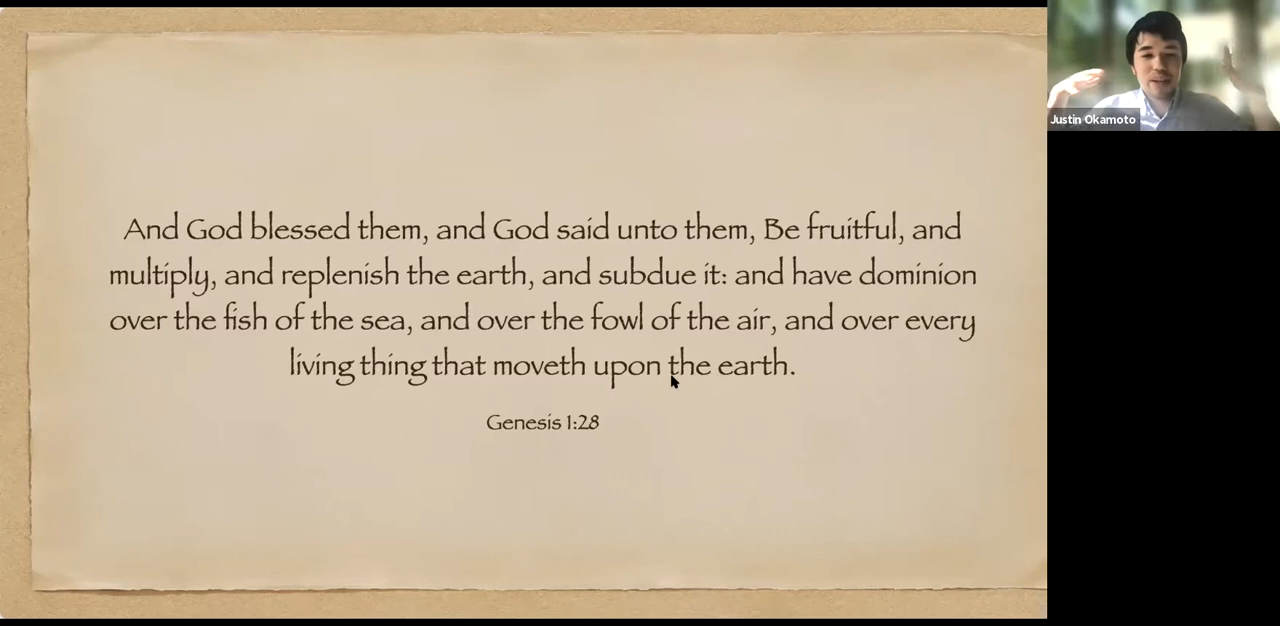 And God blessed them, and God said unto them, Be fruitful, and
multiply, and replenish the earth, and subdue it: and have dominion
over the fish of the sea, and over the fowl of the air, and over every
living thing that moveth upon the earth.
Genesis 1:28
Justin Okamoto